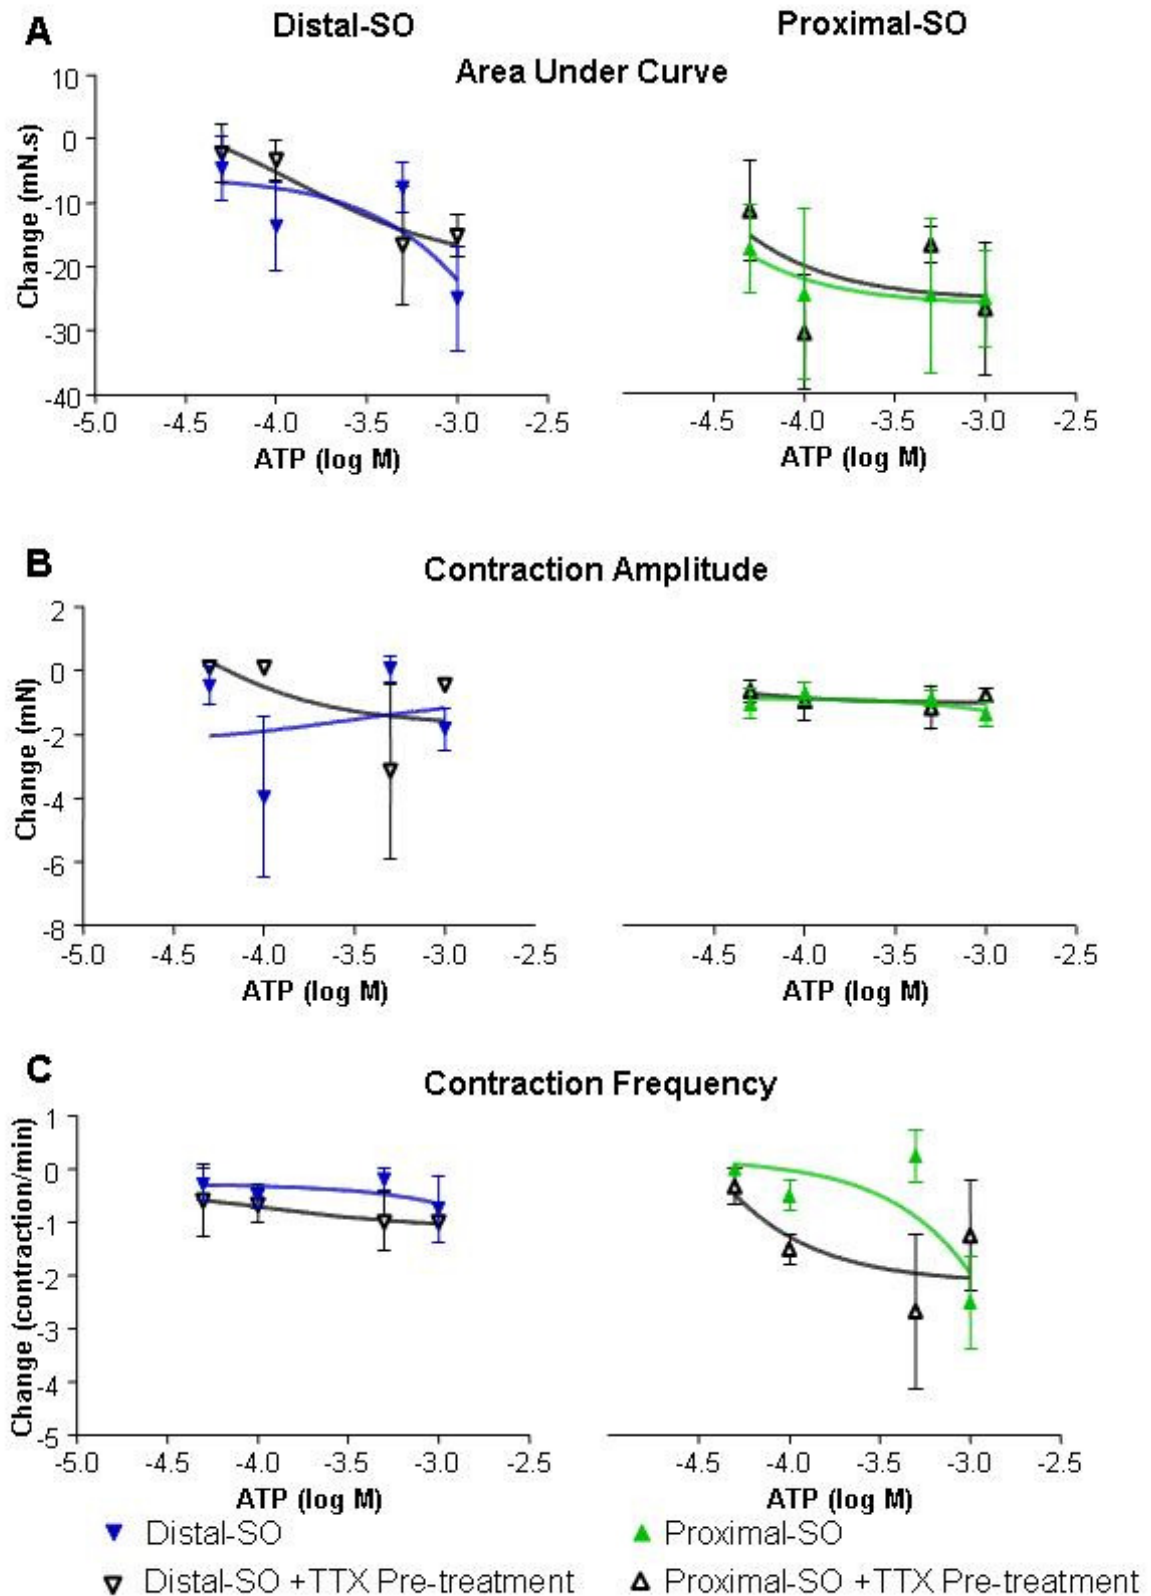 A
Distal-SO
Proximal-SO
Area Under Curve
Change (mN.s)
10
0
-10
-20
-30
-40
-5.0 -4.5 -4.0 -3.5 -3.0 -2.5
-4.5 -4.0 -3.5 -3.0 -2.5
ATP (log M)
ATP (log M)
B
Contraction Amplitude
Change (mN)
2
0
-2
-4
-6
-8
-5.0 -4.5 -4.0 -3.5 -3.0 -2.5
-4.5 -4.0 -3.5 -3.0 -2.5
ATP (log M)
ATP (log M)
C
Contraction Frequency
Change (contraction/min)
1
0
-1
-2
-3
-4
-5
-5.0 -4.5 -4.0 -3.5 -3.0 -2.5
-4.5 -4.0 -3.5 -3.0 -2.5
ATP (log M)
ATP (log M)
Distal-SO
Proximal-SO
Distal-SO +TTX Pre-treatment
Proximal-SO +TTX Pre-treatment